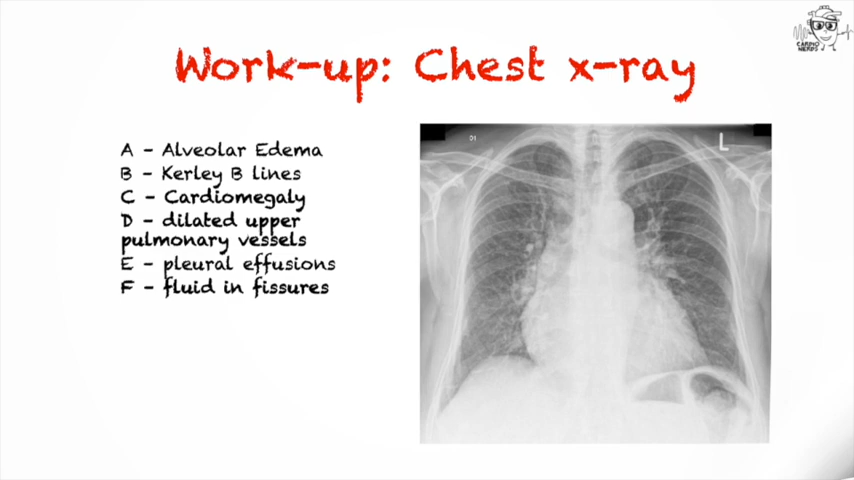 CARDIO
NERDS
Work-up: Chest x-ray
A - Alveolar Edema
B - Kerley B lines
C - Cardiomegaly
D - dilated upper
pulmonary vessels
E - pleural effusions
F - fluid in fissures
L